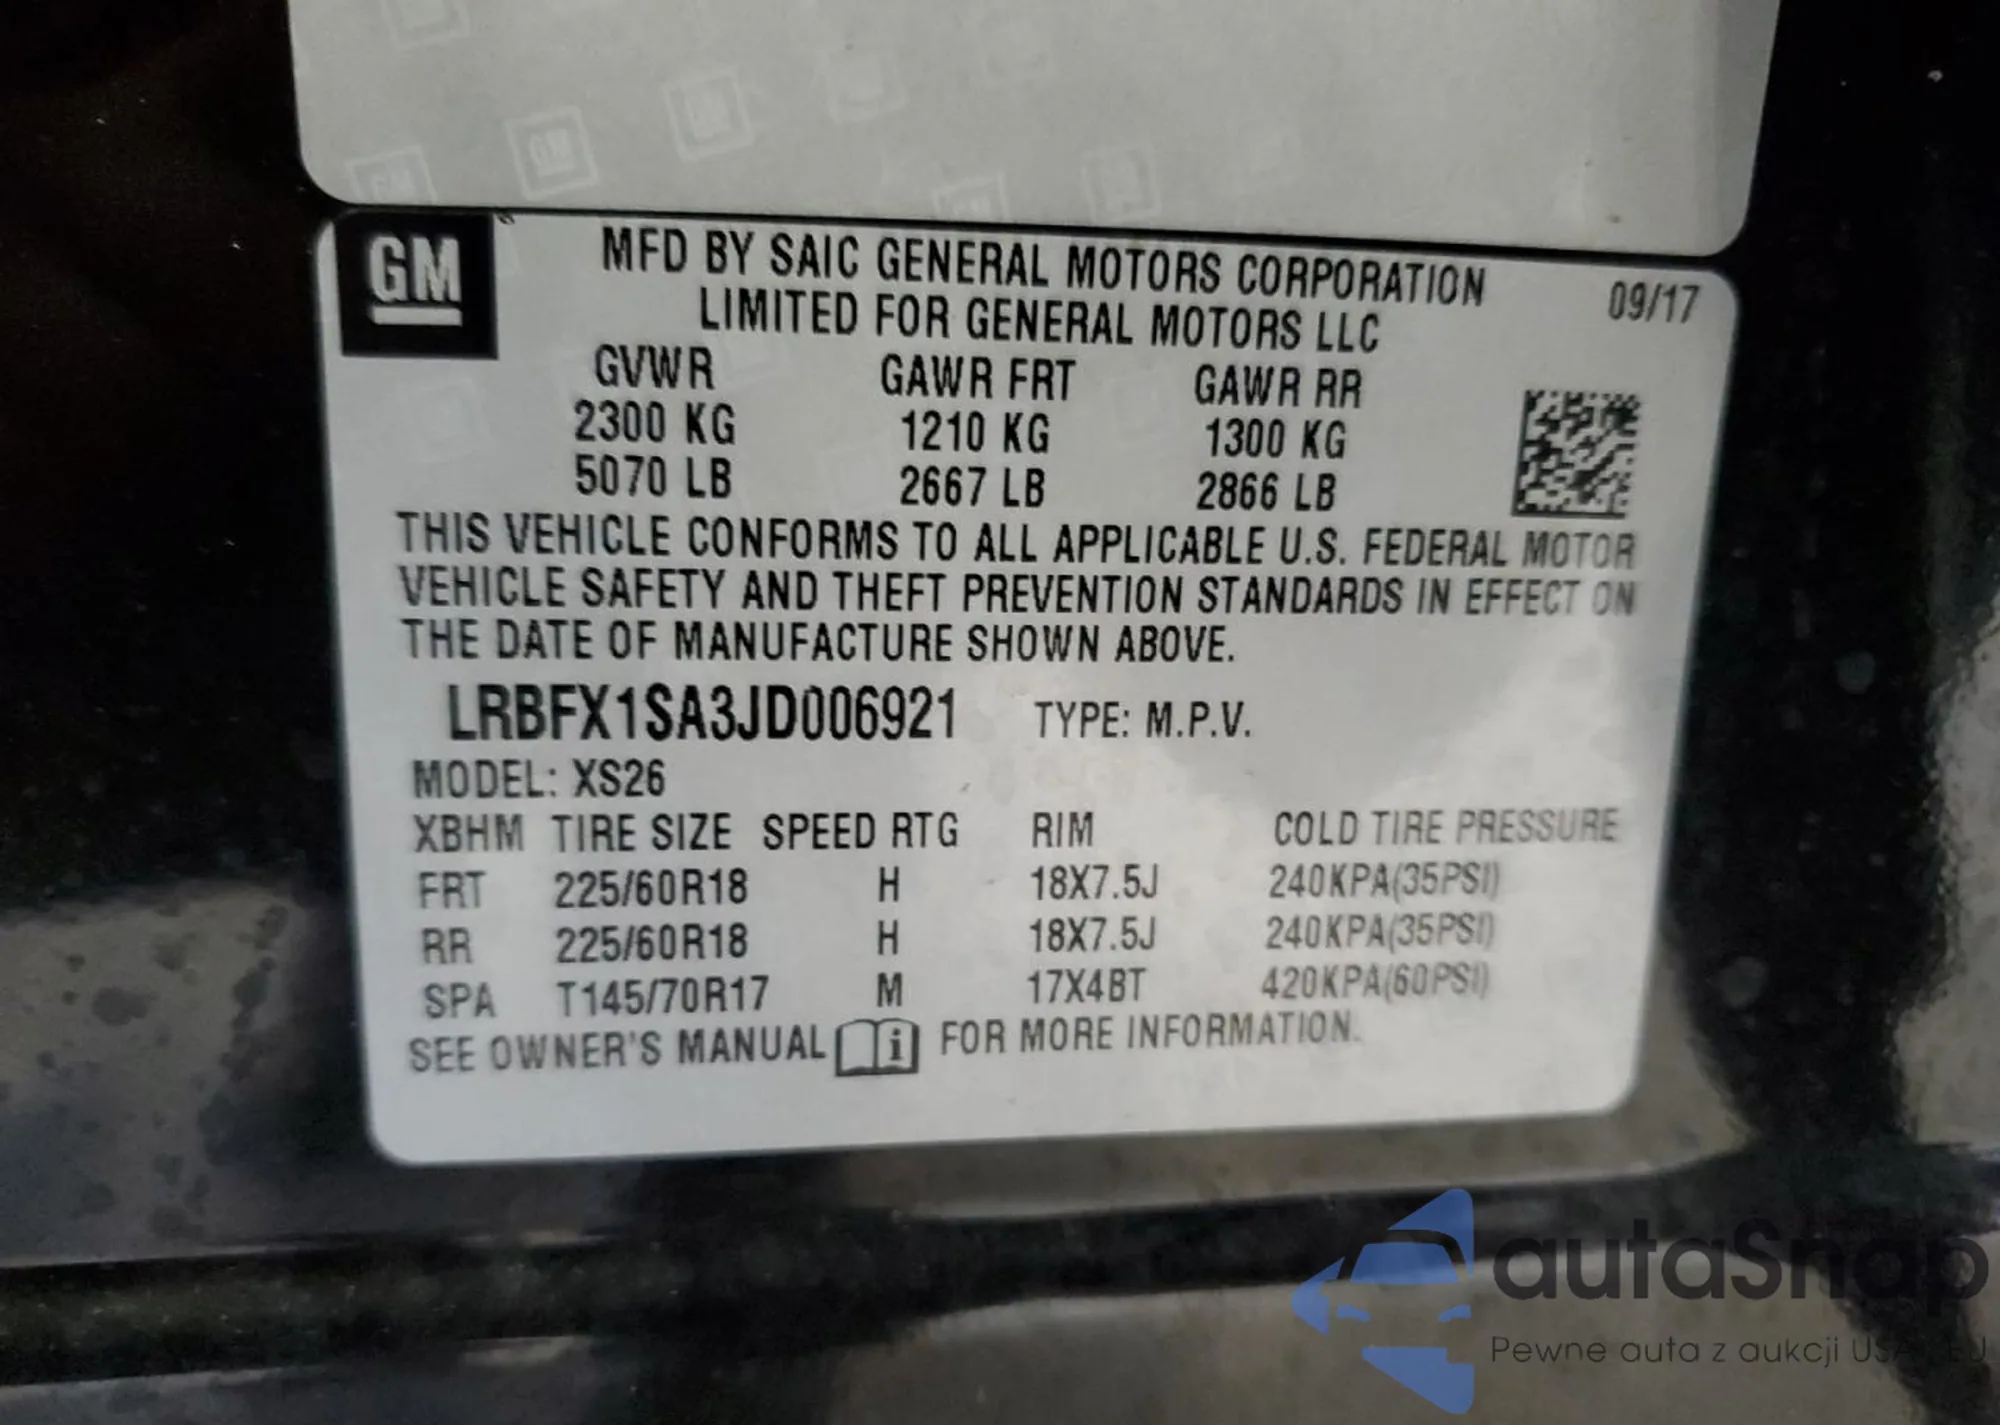 GM
MFD BY SAIC GENERAL MOTORS CORPORATION
LIMITED FOR GENERAL MOTORS LLC
09/17
GVWR GAWR FRT GAWR RR
2300 KG 1210 KG 1300 KG
5070 LB 2667 LB 2866 LB
THIS VEHICLE CONFORMS TO ALL APPLICABLE U.S. FEDERAL MOTOR
VEHICLE SAFETY AND THEFT PREVENTION STANDARDS IN EFFECT ON
THE DATE OF MANUFACTURE SHOWN ABOVE.
LRBFX1SA3JD006921 TYPE: M.P.V.
MODEL: XS26
XBHM TIRE SIZE SPEED RTG RIM COLD TIRE PRESSURE
FRT 225/60R18 H 18X7.5J 240KPA(35PSI)
RR 225/60R18 H 18X7.5J 240KPA(35PSI)
SPA T145/70R17 M 17X4BT 420KPA(60PSI)
SEE OWNER'S MANUAL i FOR MORE INFORMATION.
autaSnap
Pewne auta z aukcji USA EU